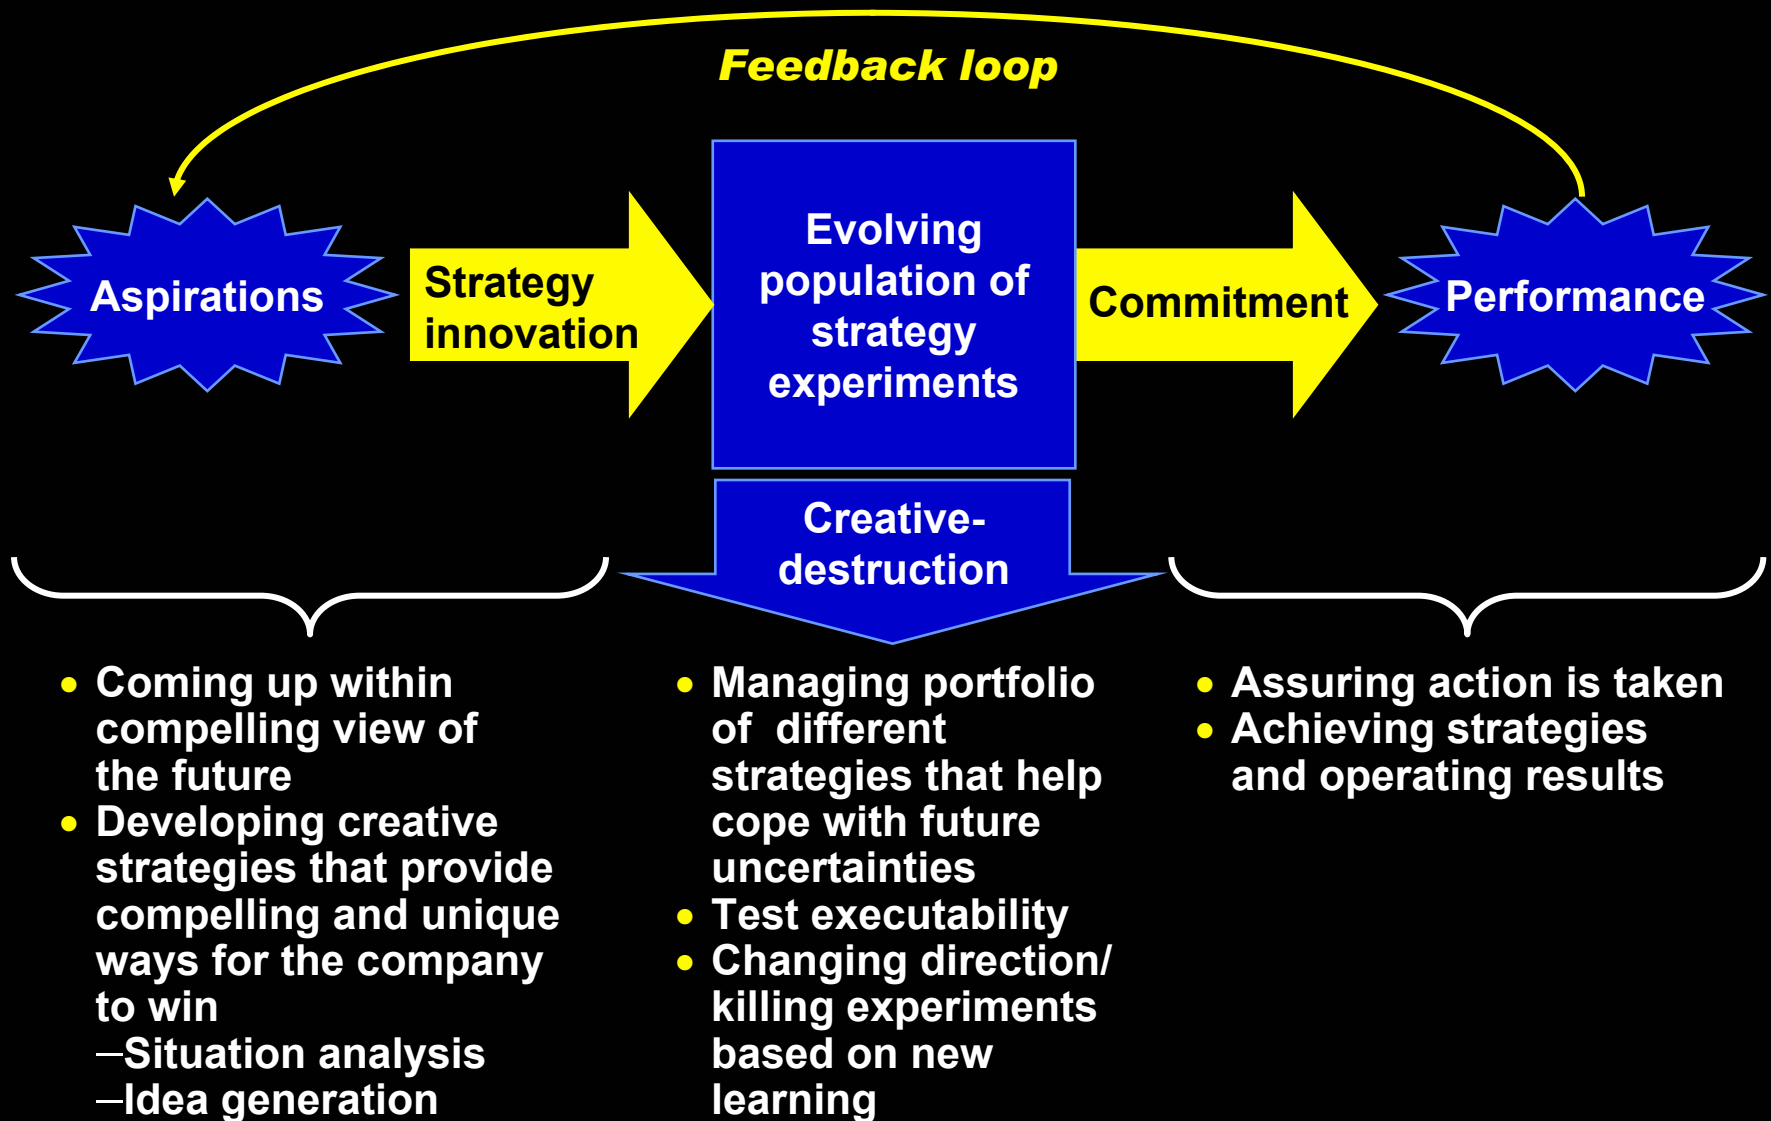 Feedback loop
Aspirations
Strategy
innovation
Evolving
population of
strategy
experiments
Commitment
Performance
Creative-
destruction
• Coming up within
compelling view of
the future
• Developing creative
strategies that provide
compelling and unique
ways for the company
to win
—Situation analysis
—Idea generation
• Managing portfolio
of  different
strategies that help
cope with future
uncertainties
• Test executability
• Changing direction/
killing experiments
based on new
learning
• Assuring action is taken
• Achieving strategies
and operating results